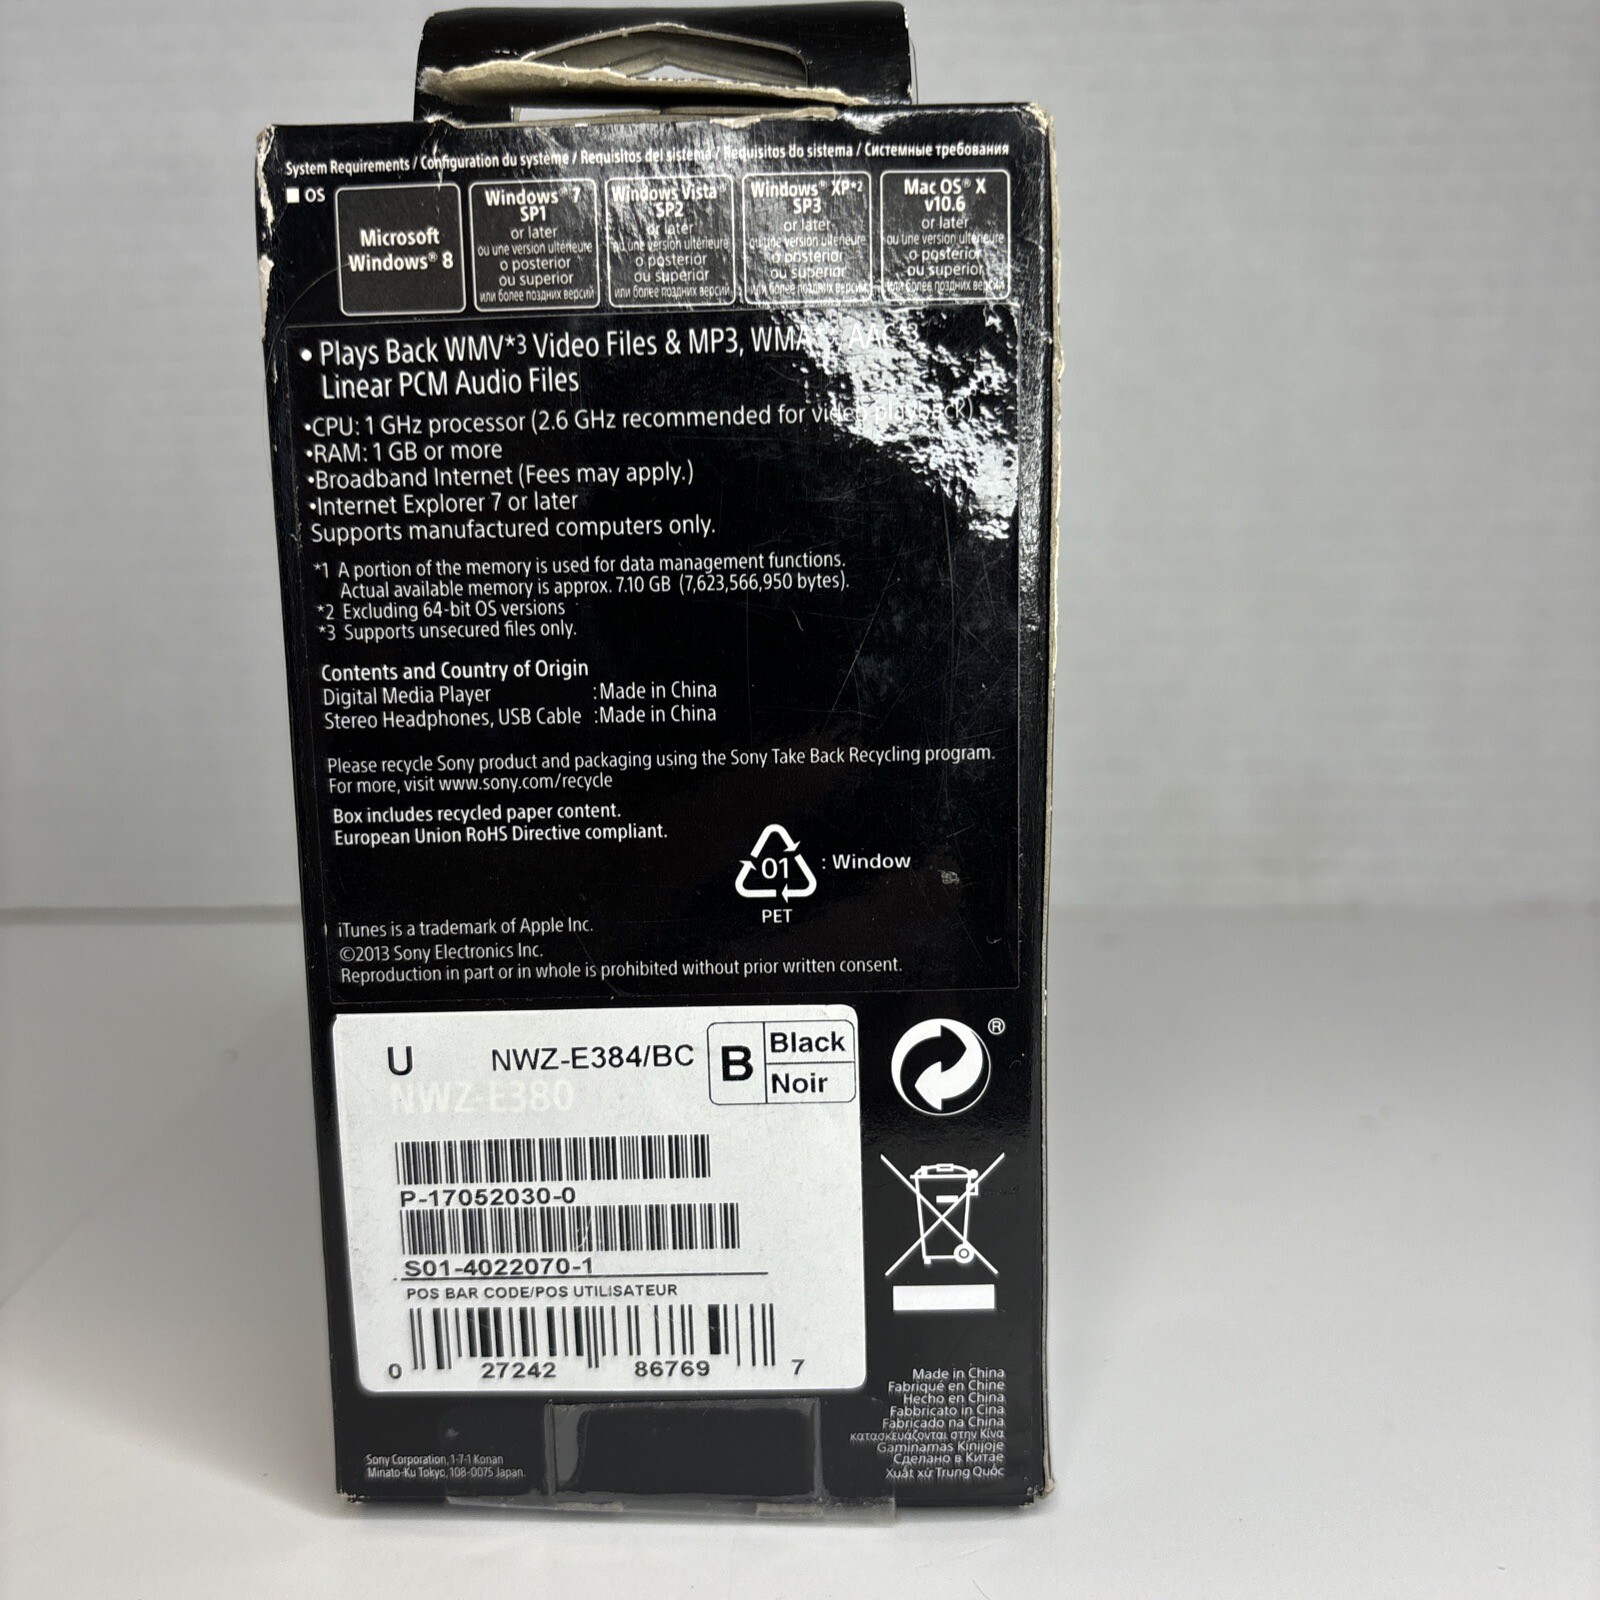 System Requirements / Configuration du système / Requisitos del sistema / Requisitos do sistema / Системные требования
OS
Microsoft
Windows® 8
Windows® 7
SP1
or later
ou une version ultérieure
o posterior
ou superior
или более поздних версий
Windows Vista®
SP2
or later
ou une version ultérieure
o posterior
ou superior
или более поздних версий
Windows® XP*2
SP3
or later
ou une version ultérieure
o posterior
ou superior
или более поздних версий
Mac OS® X
v10.6
or later
ou une version ultérieure
o posterior
ou superior
или более поздних версий
• Plays Back WMV*3 Video Files & MP3, WMA*3, AAC*3,
Linear PCM Audio Files
•CPU: 1 GHz processor (2.6 GHz recommended for video playback)
•RAM: 1 GB or more
•Broadband Internet (Fees may apply.)
•Internet Explorer 7 or later
Supports manufactured computers only.
*1 A portion of the memory is used for data management functions.
Actual available memory is approx. 7.10 GB (7,623,566,950 bytes).
*2 Excluding 64-bit OS versions
*3 Supports unsecured files only.
Contents and Country of Origin
Digital Media Player :Made in China
Stereo Headphones, USB Cable :Made in China
Please recycle Sony product and packaging using the Sony Take Back Recycling program.
For more, visit www.sony.com/recycle
Box includes recycled paper content.
European Union RoHS Directive compliant.
01 : Window
PET
iTunes is a trademark of Apple Inc.
©2013 Sony Electronics Inc.
Reproduction in part or in whole is prohibited without prior written consent.
U NWZ-E384/BC B Black
Noir
NWZ-E380
®
P-17052030-0
S01-4022070-1
POS BAR CODE/POS UTILISATEUR
0 27242 86769 7
Made in China
Fabriqué en Chine
Hecho en China
Fabbricato in Cina
Fabricado na China
κατασκευάζονται στην Κίνα
Gaminamas Kinijoje
Сделано в Китае
Xuất xứ Trung Quốc
Sony Corporation, 1-7-1 Konan
Minato-Ku Tokyo, 108-0075 Japan.